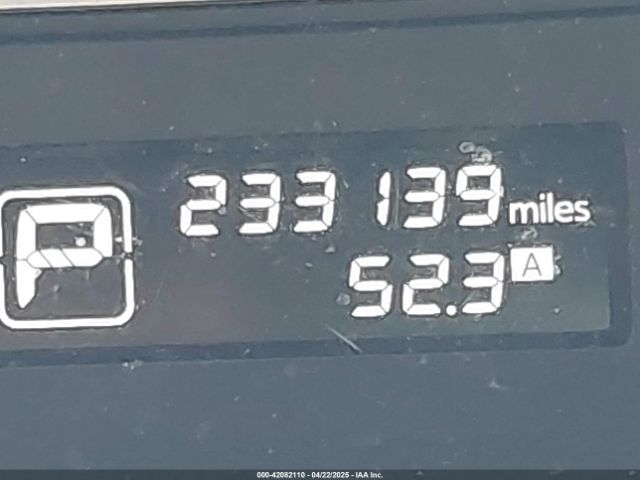 P
233 139 miles
52.3 A
000-42082110 - 04/22/2025 - IAA Inc.